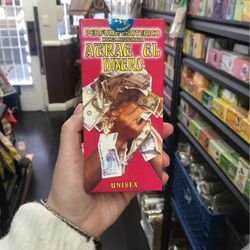 PERFUME ESOTERICO
ATRAE EL
DINERO
UNISEX